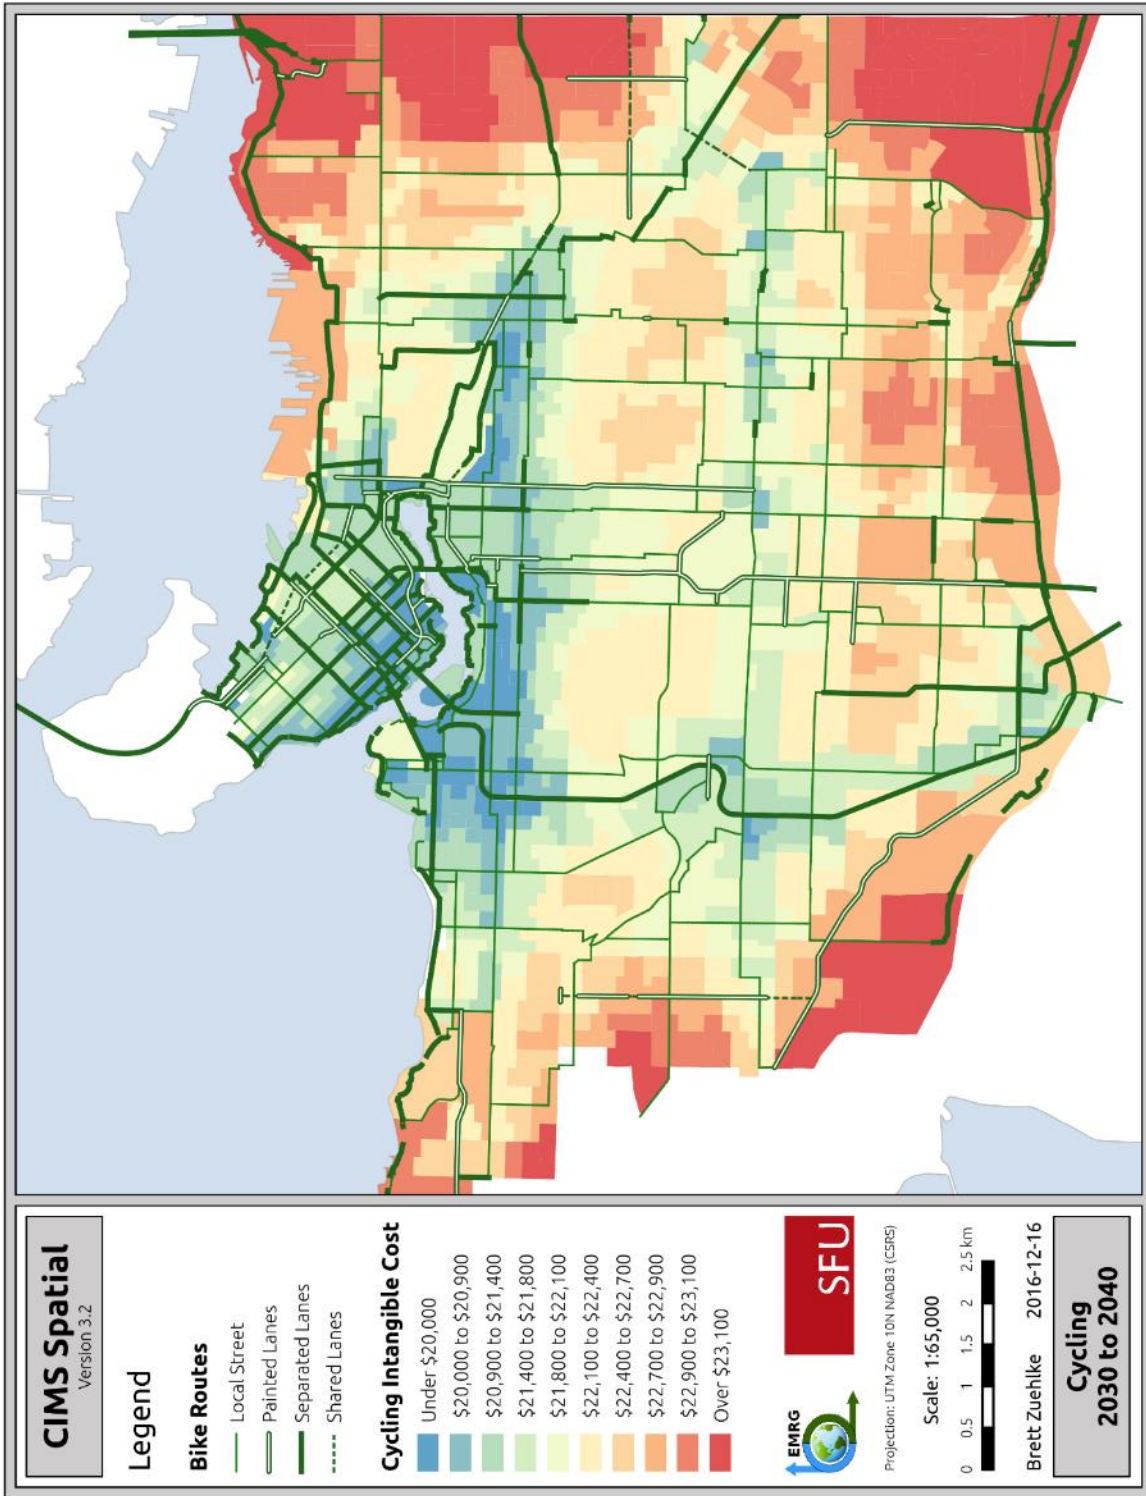 CIMS Spatial
Version 3.2
Legend
Bike Routes
Local Street
Painted Lanes
Separated Lanes
Shared Lanes
Cycling Intangible Cost
Under $20,000
$20,000 to $20,900
$20,900 to $21,400
$21,400 to $21,800
$21,800 to $22,100
$22,100 to $22,400
$22,400 to $22,700
$22,700 to $22,900
$22,900 to $23,100
Over $23,100
EMRG
SFU
Projection: UTM Zone 10N NAD83 (CSRS)
Scale: 1:65,000
0 0.5 1 1.5 2 2.5 km
Brett Zuehlke 2016-12-16
Cycling
2030 to 2040